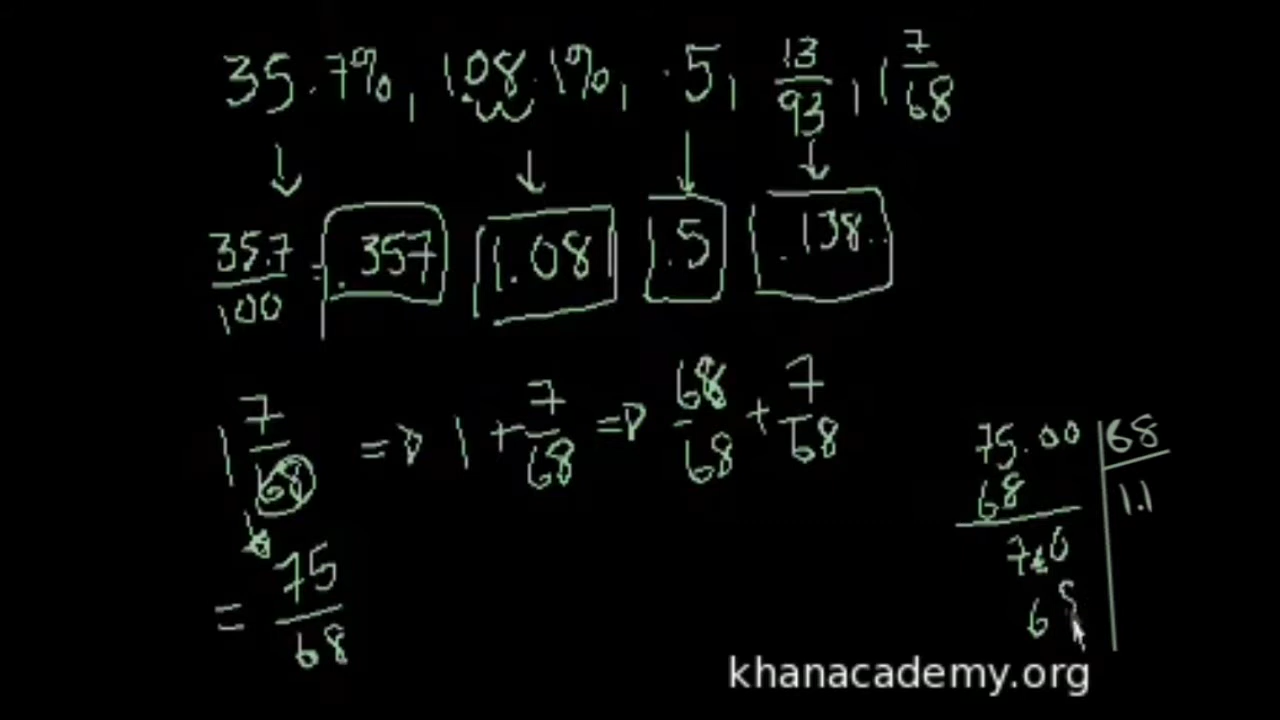 35.7%, 108.1%, .5, 13/93, 1 7/68
35.7/100 = .357 1.08 .5 .138..
1 7/68 => 1 + 7/68 => 68/68 + 7/68
= 75/68
75.00 68
68 1.1
7.0
68
khanacademy.org